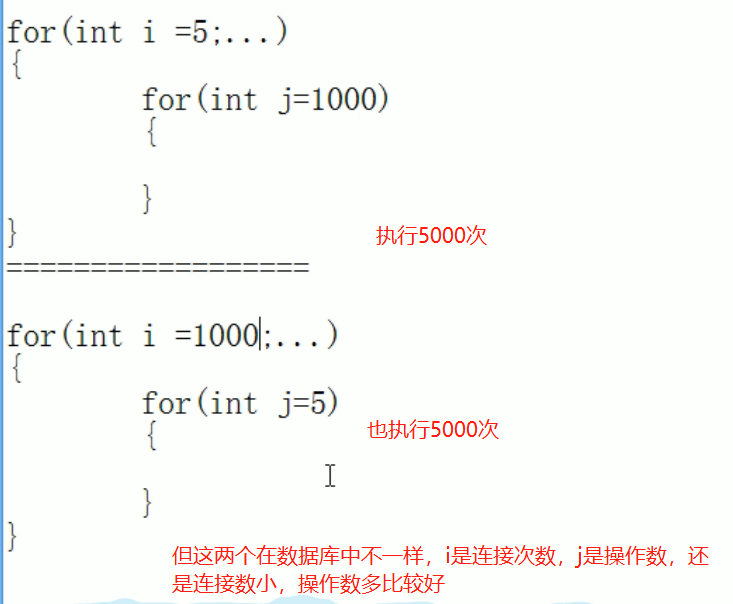 for(int i =5;...)
{
for(int j=1000)
{
}
}
执行5000次
==================
for(int i =1000;...)
{
for(int j=5)
{
也执行5000次
}
}
但这两个在数据库中不一样，i是连接次数，j是操作数，还
是连接数小，操作数多比较好